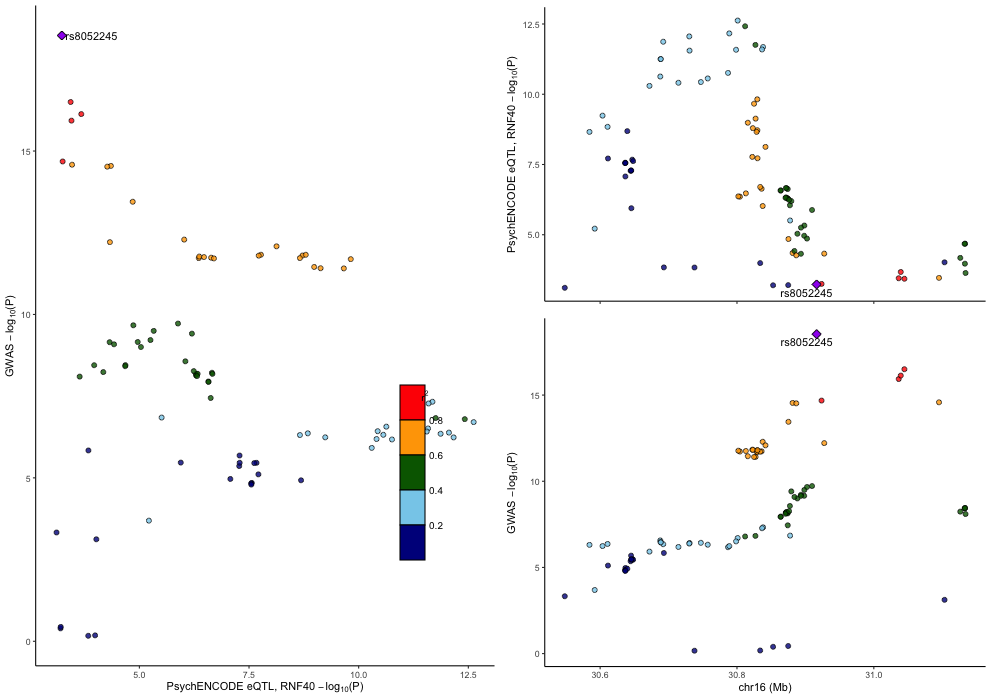 rs8052245
15
10
5
0
GWAS −log10(P)
5.0
7.5
10.0
12.5
PsychENCODE eQTL, RNF40 −log10(P)
r2
0.8
0.6
0.4
0.2
12.5
10.0
7.5
5.0
PsychENCODE eQTL, RNF40 −log10(P)
rs8052245
rs8052245
15
10
5
0
GWAS −log10(P)
30.6
30.8
31.0
chr16 (Mb)